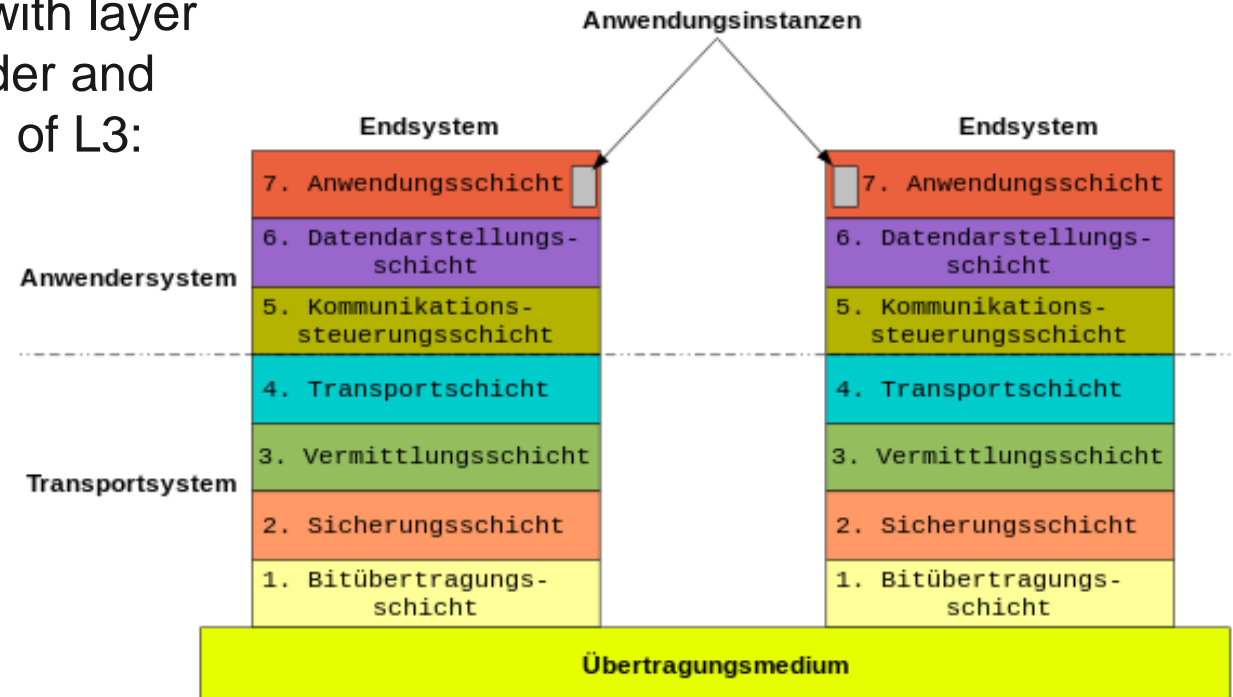 with layer
der and
of L3:
Anwendungsinstanzen
Endsystem
Endsystem
7. Anwendungsschicht
7. Anwendungsschicht
6. Datendarstellungs-
schicht
6. Datendarstellungs-
schicht
Anwendersystem
5. Kommunikations-
steuerungsschicht
5. Kommunikations-
steuerungsschicht
4. Transportschicht
4. Transportschicht
3. Vermittlungsschicht
3. Vermittlungsschicht
Transportsystem
2. Sicherungsschicht
2. Sicherungsschicht
1. Bitübertragungs-
schicht
1. Bitübertragungs-
schicht
Übertragungsmedium